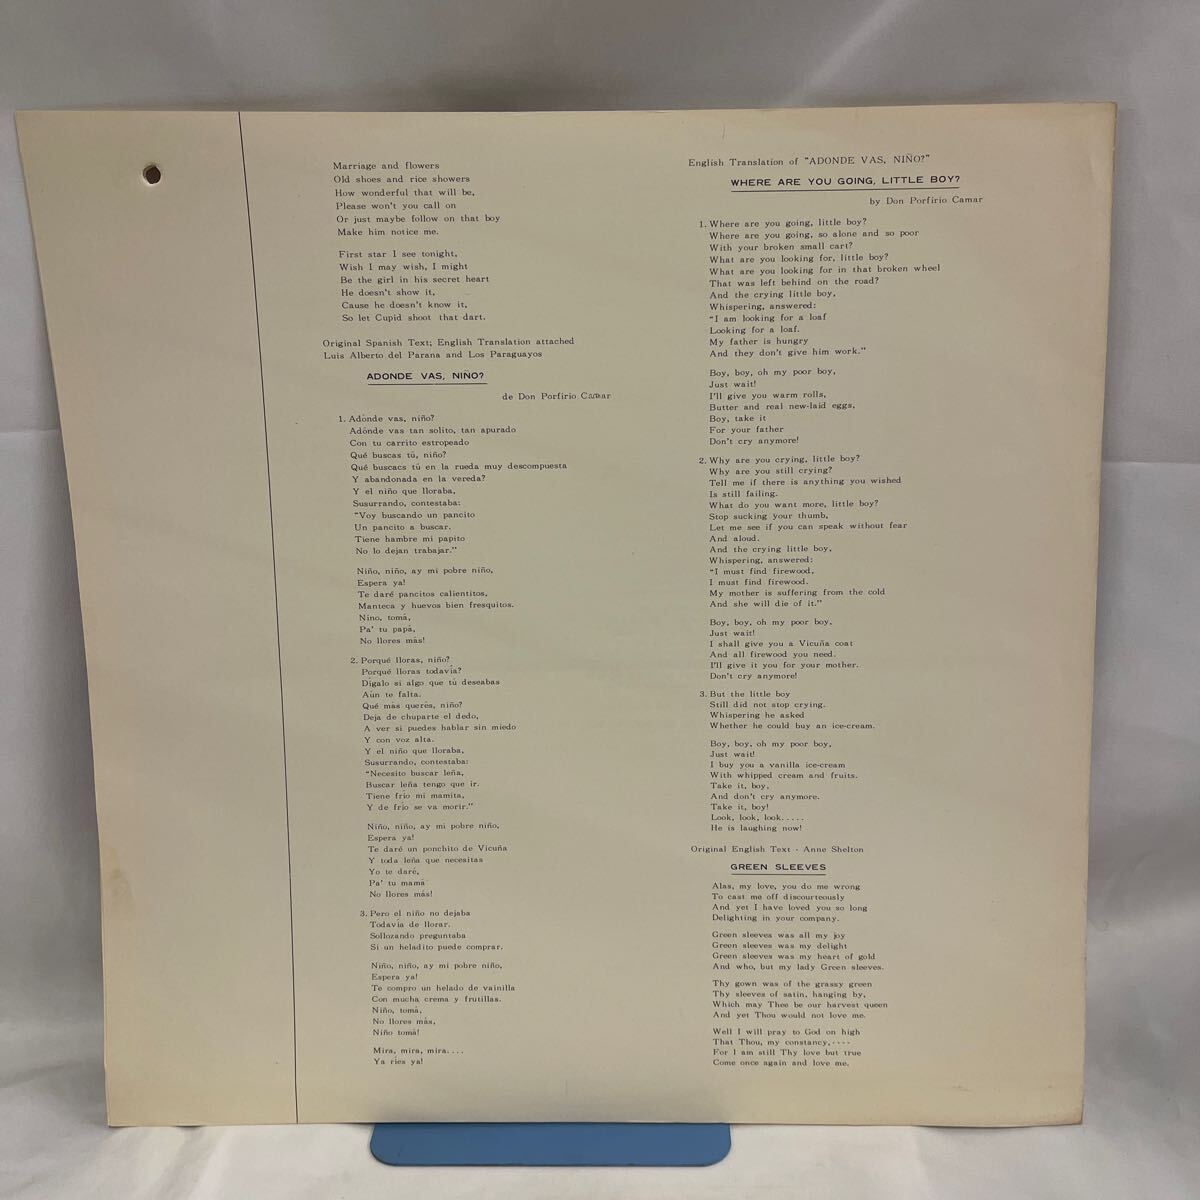 Marriage and flowers
Old shoes and rice showers
How wonderful that will be,
Please won't you call on
Or just maybe follow on that boy
Make him notice me.
First star I see tonight,
Wish I may wish, I might
Be the girl in his secret heart
He doesn't show it,
Cause he doesn't know it,
So let Cupid shoot that dart.
Original Spanish Text; English Translation attached
Luis Alberto del Parana and Los Paraguayos
ADONDE VAS, NIÑO?
de Don Porfirio Camar
1. Adónde vas, niño?
Adónde vas tan solito, tan apurado
Con tu carrito estropeado
Qué buscas tú, niño?
Qué buscacs tú en la rueda muy descompuesta
Y abandonada en la vereda?
Y el niño que lloraba,
Susurrando, contestaba:
"Voy buscando un pancito
Un pancito a buscar.
Tiene hambre mi papito
No lo dejan trabajar."
Niño, niño, ay mi pobre niño,
Espera ya!
Te daré pancitos calientitos,
Manteca y huevos bien fresquitos.
Nino, tomá,
Pa' tu papá,
No llores más!
2. Porqué lloras, niño?
Porqué lloras todavía?
Dígalo si algo que tú deseabas
Aún te falta.
Qué más querés, niño?
Deja de chuparte el dedo,
A ver si puedes hablar sin miedo
Y con voz alta.
Y el niño que lloraba,
Susurrando, contestaba:
"Necesito buscar leña,
Buscar leña tengo que ir.
Tiene frío mi mamita,
Y de frío se va morir."
Niño, niño, ay mi pobre niño,
Espera ya!
Te daré un ponchito de Vicuña
Y toda leña que necesitas
Yo te daré,
Pa' tu mamá
No llores más!
3. Pero el niño no dejaba
Todavía de llorar.
Sollozando preguntaba
Si un heladito puede comprar.
Niño, niño, ay mi pobre niño,
Espera ya!
Te compro un helado de vainilla
Con mucha crema y frutillas.
Niño, tomá,
No llores más,
Niño tomá!
Mira, mira, mira....
Ya ríes ya!
English Translation of "ADONDE VAS, NIÑO?"
WHERE ARE YOU GOING, LITTLE BOY?
by Don Porfirio Camar
1. Where are you going, little boy?
Where are you going, so alone and so poor
With your broken small cart?
What are you looking for, little boy?
What are you looking for in that broken wheel
That was left behind on the road?
And the crying little boy,
Whispering, answered:
"I am looking for a loaf
Looking for a loaf.
My father is hungry
And they don't give him work."
Boy, boy, oh my poor boy,
Just wait!
I'll give you warm rolls,
Butter and real new-laid eggs,
Boy, take it
For your father
Don't cry anymore!
2. Why are you crying, little boy?
Why are you still crying?
Tell me if there is anything you wished
Is still failing.
What do you want more, little boy?
Stop sucking your thumb,
Let me see if you can speak without fear
And aloud.
And the crying little boy,
Whispering, answered:
"I must find firewood,
I must find firewood.
My mother is suffering from the cold
And she will die of it."
Boy, boy, oh my poor boy,
Just wait!
I shall give you a Vicuña coat
And all firewood you need.
I'll give it you for your mother.
Don't cry anymore!
3. But the little boy
Still did not stop crying.
Whispering he asked
Whether he could buy an ice-cream.
Boy, boy, oh my poor boy,
Just wait!
I buy you a vanilla ice-cream
With whipped cream and fruits.
Take it, boy,
And don't cry anymore.
Take it, boy!
Look, look, look.....
He is laughing now!
Original English Text - Anne Shelton
GREEN SLEEVES
Alas, my love, you do me wrong
To cast me off discourteously
And yet I have loved you so long
Delighting in your company.
Green sleeves was all my joy
Green sleeves was my delight
Green sleeves was my heart of gold
And who, but my lady Green sleeves.
Thy gown was of the grassy green
Thy sleeves of satin, hanging by,
Which may Thee be our harvest queen
And yet Thou would not love me.
Well I will pray to God on high
That Thou, my constancy,....
For I am still Thy love but true
Come once again and love me.